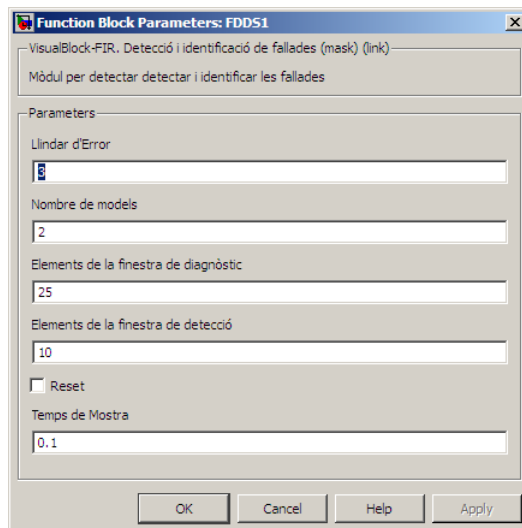 Function Block Parameters: FDDS1
VisualBlock-FIR. Detecció i identificació de fallades (mask) (link)
Mòdul per detectar detectar i identificar les fallades
Parameters
Llindar d'Error
3
Nombre de models
2
Elements de la finestra de diagnòstic
25
Elements de la finestra de detecció
10
Reset
Temps de Mostra
0.1
OK Cancel Help Apply